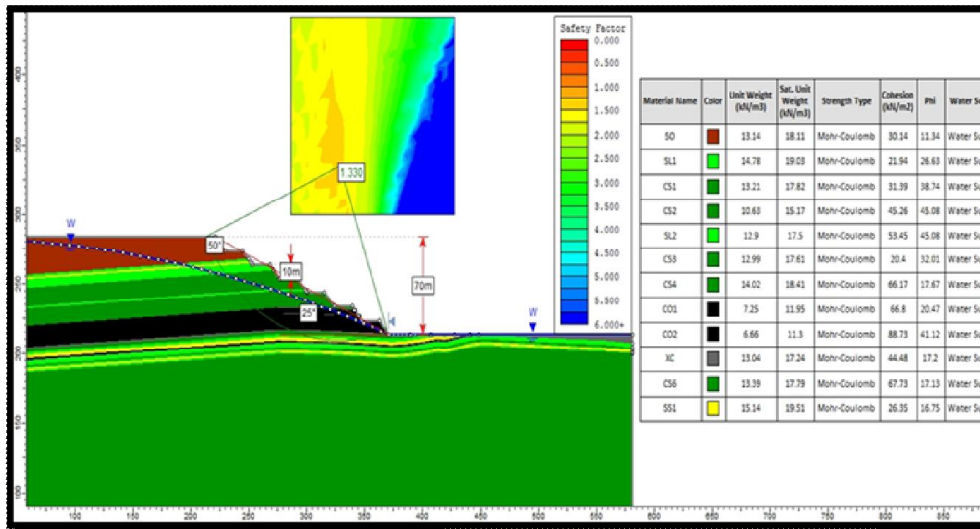 Safety Factor
0.000
0.500
1.000
1.500
2.000
2.500
3.000
3.500
4.000
4.500
5.000
5.500
6.000+
1.330
W
50°
10m
70m
25°
W
400
350
300
250
200
150
100
100 150 200 250 300 350 400 450 500 550 600 650 700 750 800 850
Material Name Color Unit Weight (kN/m3) Sat. Unit Weight (kN/m3) Strength Type Cohesion (kN/m2) Phi Water Su
SO 13.14 18.11 Mohr-Coulomb 30.14 11.34 Water Su
SL1 14.78 19.03 Mohr-Coulomb 21.94 26.63 Water Su
CS1 13.21 17.82 Mohr-Coulomb 31.39 38.74 Water Su
CS2 10.63 15.17 Mohr-Coulomb 45.26 45.08 Water Su
SL2 12.9 17.5 Mohr-Coulomb 53.45 45.08 Water Su
CS3 12.99 17.61 Mohr-Coulomb 20.4 32.01 Water Su
CS4 14.02 18.41 Mohr-Coulomb 66.17 17.67 Water Su
CO1 7.25 11.95 Mohr-Coulomb 66.8 20.47 Water Su
CO2 6.66 11.3 Mohr-Coulomb 88.73 41.12 Water Su
XC 13.04 17.24 Mohr-Coulomb 44.48 17.2 Water Su
CS6 13.39 17.79 Mohr-Coulomb 67.73 17.13 Water Su
SS1 15.14 19.51 Mohr-Coulomb 26.35 16.75 Water Su